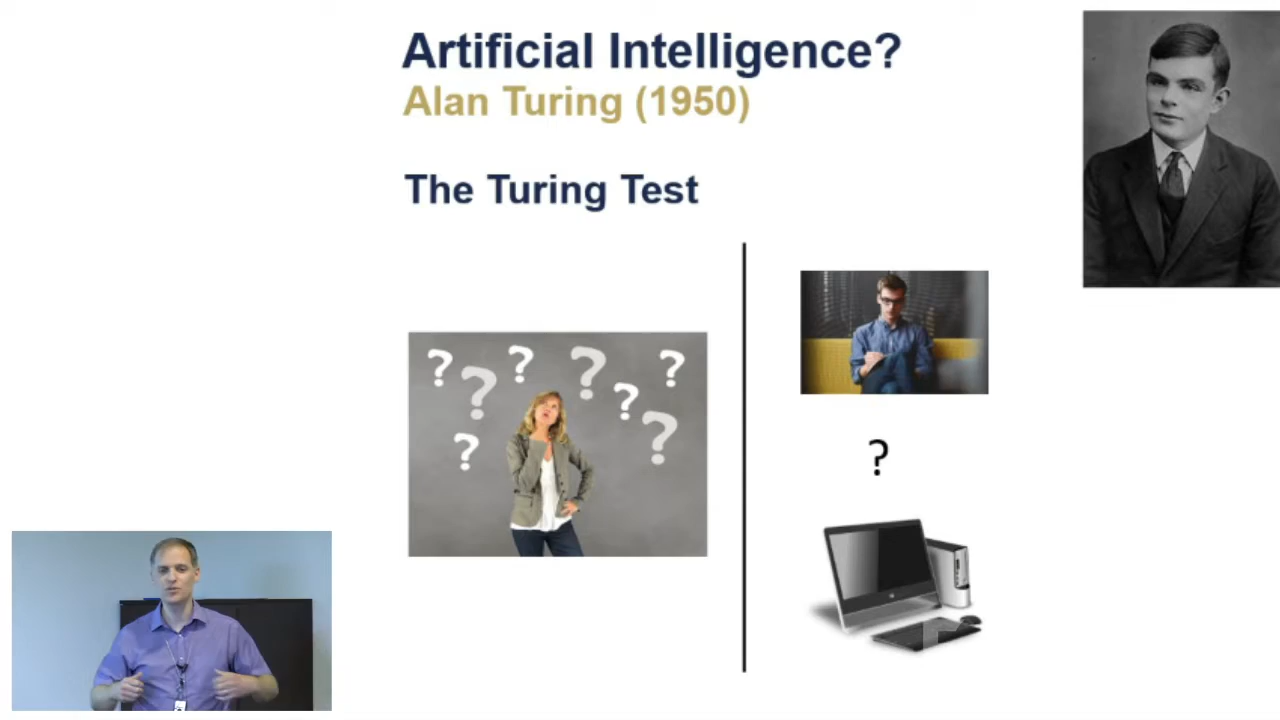 Artificial Intelligence?
Alan Turing (1950)
The Turing Test
? ? ? ? ? ? ? ?
?